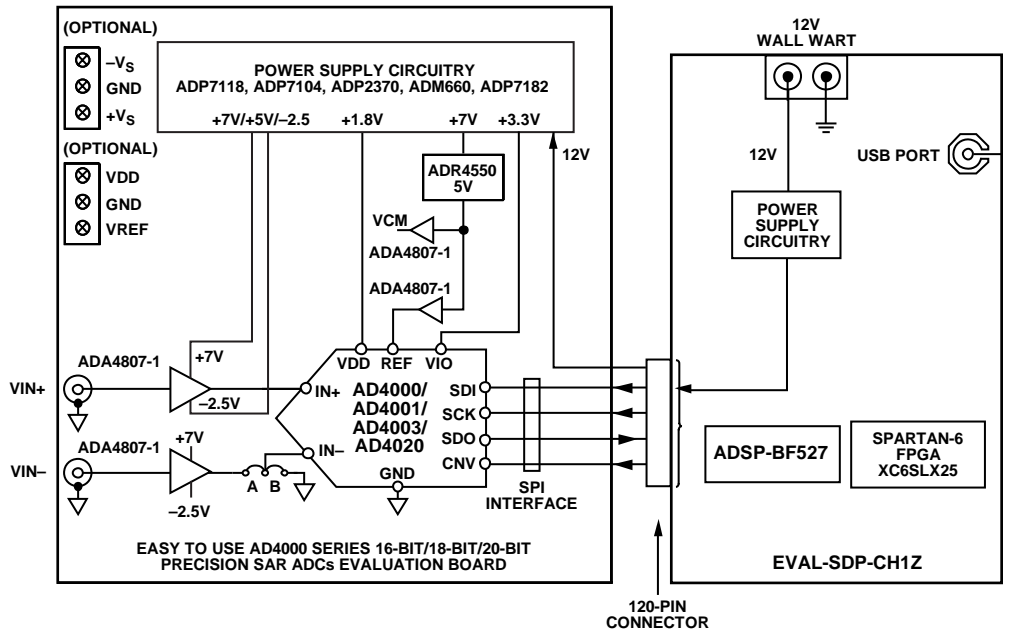 (OPTIONAL)
–VS
GND
+VS
(OPTIONAL)
VDD
GND
VREF
POWER SUPPLY CIRCUITRY
ADP7118, ADP7104, ADP2370, ADM660, ADP7182
+7V/+5V/–2.5
+1.8V
+7V
+3.3V
12V
ADR4550
5V
VCM
ADA4807-1
ADA4807-1
VDD
REF
VIO
ADA4807-1
+7V
VIN+
–2.5V
IN+
AD4000/
AD4001/
AD4003/
AD4020
SDI
SCK
SDO
CNV
ADA4807-1
+7V
VIN–
–2.5V
A
B
IN–
GND
SPI
INTERFACE
EASY TO USE AD4000 SERIES 16-BIT/18-BIT/20-BIT
PRECISION SAR ADCs EVALUATION BOARD
12V
WALL WART
12V
USB PORT
POWER
SUPPLY
CIRCUITRY
ADSP-BF527
SPARTAN-6
FPGA
XC6SLX25
EVAL-SDP-CH1Z
120-PIN
CONNECTOR